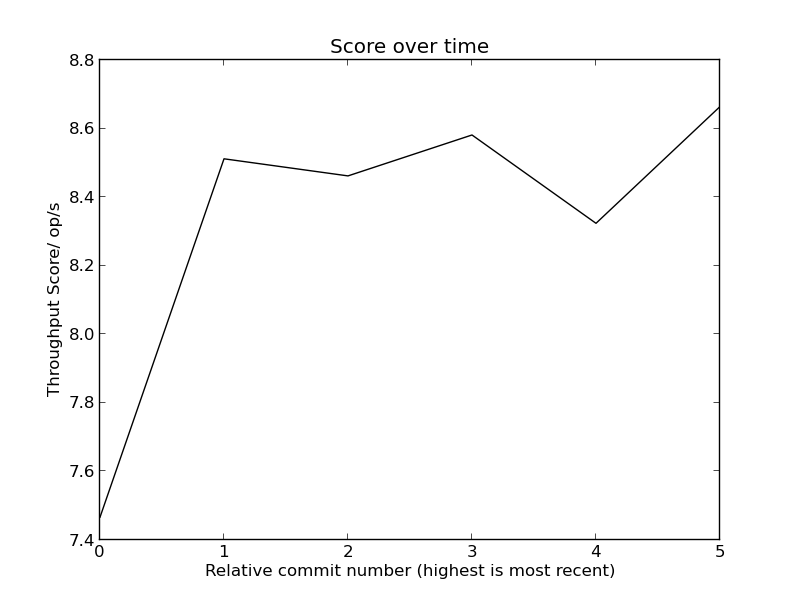 Score over time
8.8
8.6
8.4
8.2
8.0
7.8
7.6
7.4
Throughput Score/ op/s
0 1 2 3 4 5
Relative commit number (highest is most recent)